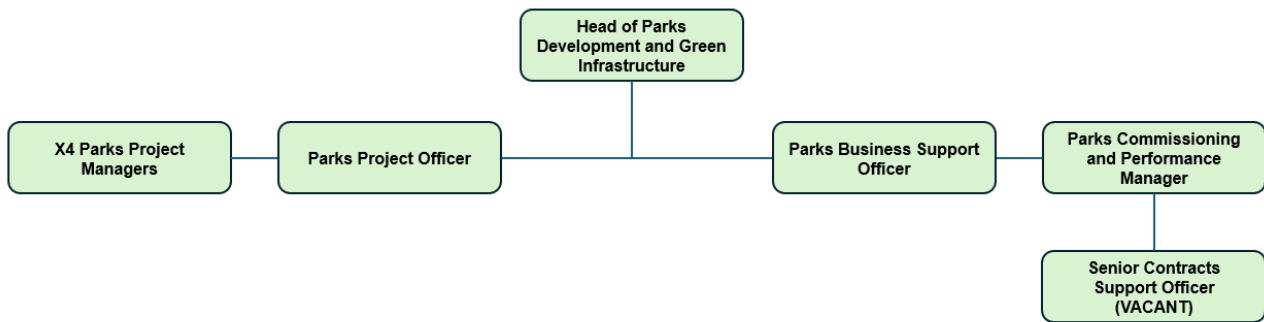 Head of Parks
Development and Green
Infrastructure
X4 Parks Project
Managers
Parks Project Officer
Parks Business Support
Officer
Parks Commissioning
and Performance
Manager
Senior Contracts
Support Officer
(VACANT)